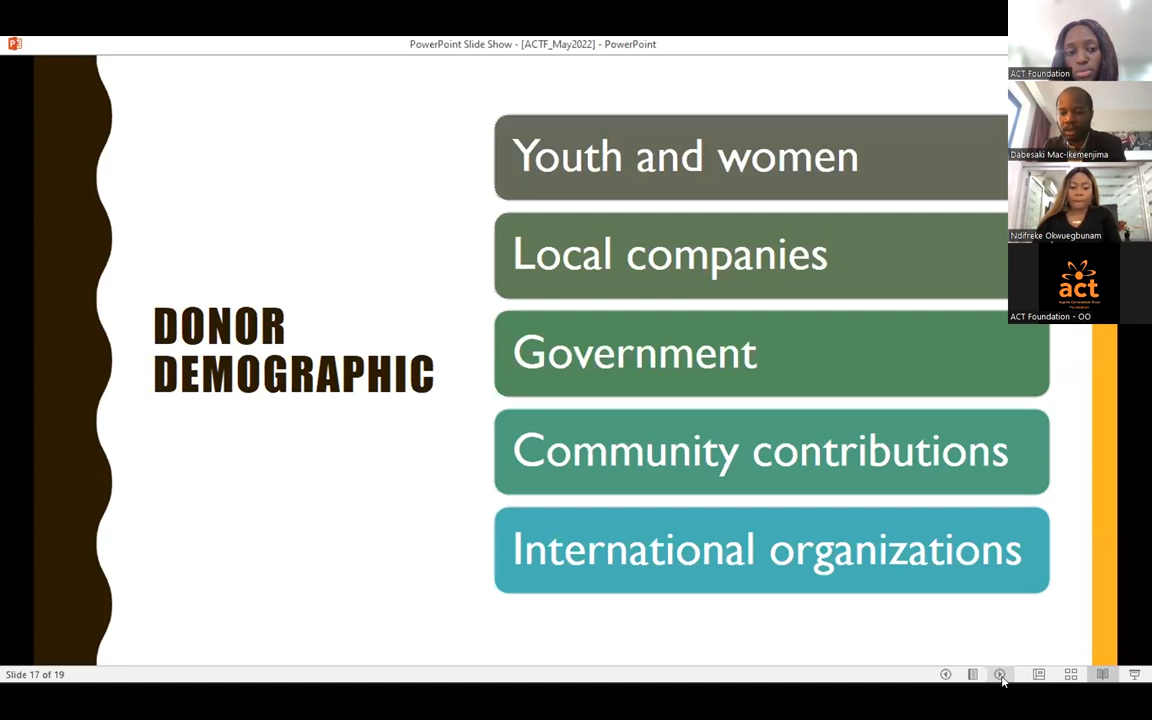 PowerPoint Slide Show - [ACTF_May2022] - PowerPoint
DONOR
DEMOGRAPHIC
Youth and women
Local companies
Government
Community contributions
International organizations
ACT Foundation
Dabesaki Mac-Ikemenjima
Ndifreke Okwuegbunam
act
ACT Foundation - OO
Slide 17 of 19